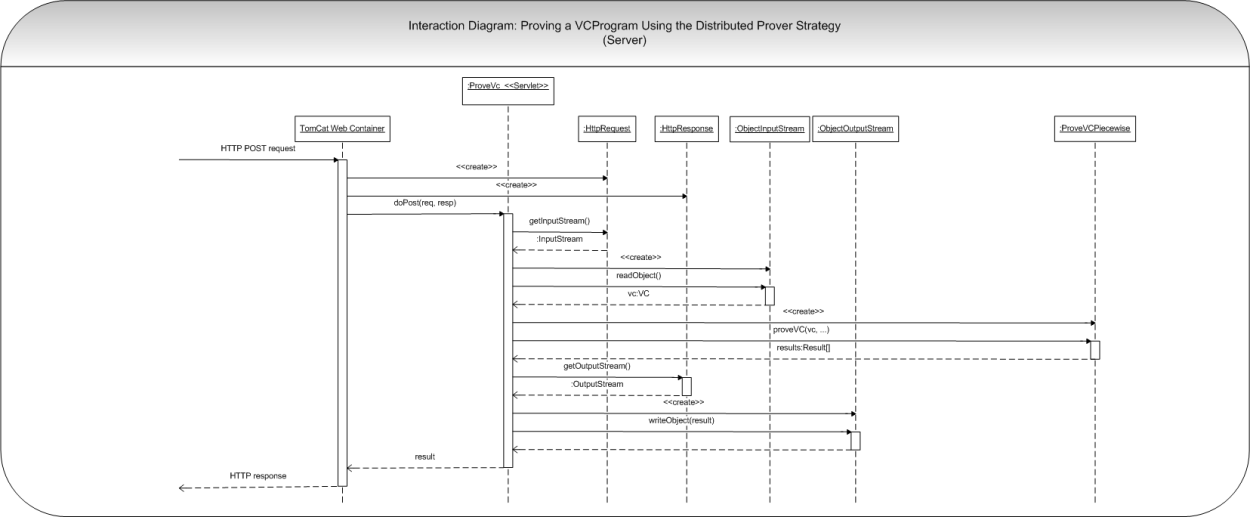 Interaction Diagram: Proving a VCProgram Using the Distributed Prover Strategy
(Server)
:ProveVc <<Servlet>>
TomCat Web Container
:HttpRequest
:HttpResponse
:ObjectInputStream
:ObjectOutputStream
:ProveVCPiecewise
HTTP POST request
<<create>>
<<create>>
doPost(req, resp)
getInputStream()
:InputStream
<<create>>
readObject()
vc:VC
<<create>>
proveVC(vc, ...)
results:Result[]
getOutputStream()
:OutputStream
<<create>>
writeObject(result)
result
HTTP response